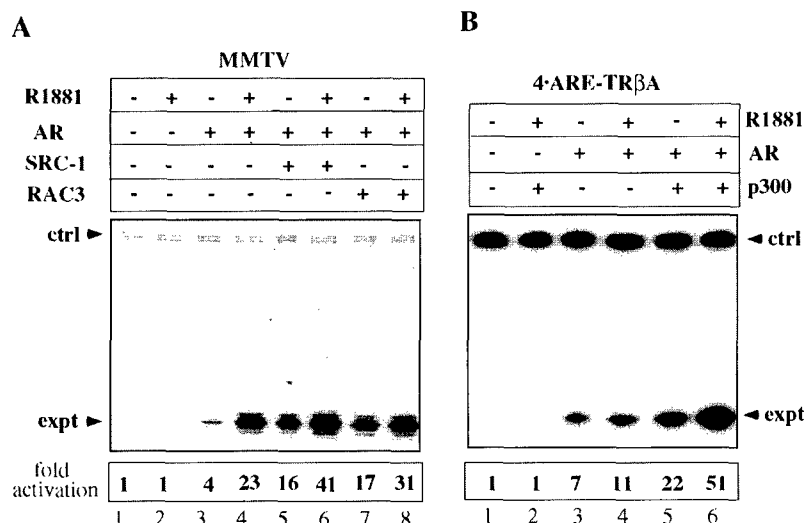 A
MMTV
R1881 - + - + - + - +
AR - - + + + + + +
SRC-1 - - - - + + - -
RAC3 - - - - - - + +
ctrl
expt
fold activation 1 1 4 23 16 41 17 31
1 2 3 4 5 6 7 8
B
4·ARE-TRβA
- + - + - + R1881
- - + + + + AR
- + - - + + p300
ctrl
expt
1 1 7 11 22 51
1 2 3 4 5 6